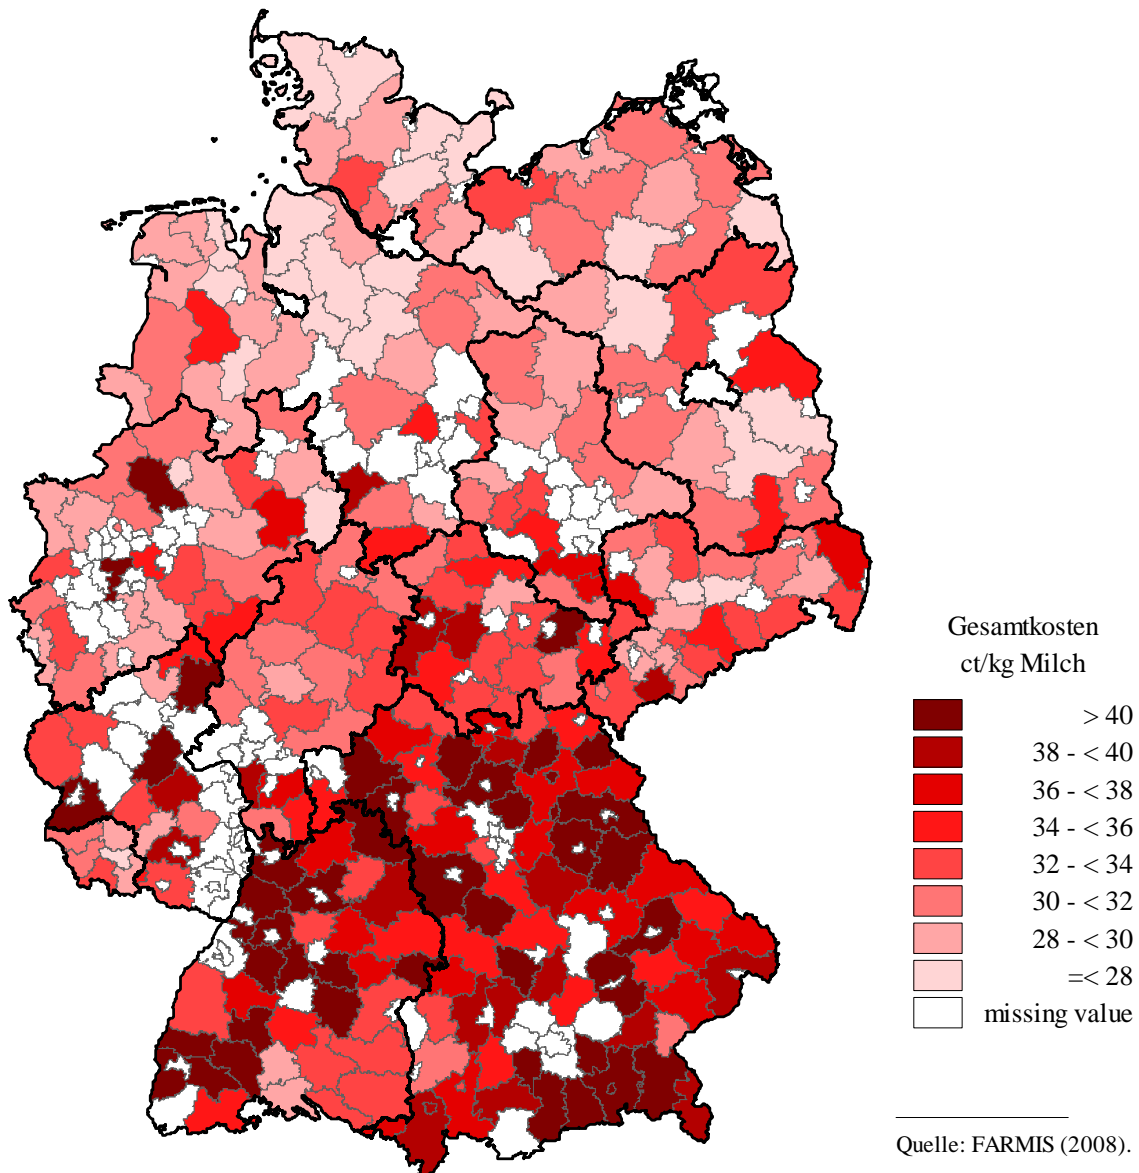 Gesamtkosten
ct/kg Milch
> 40
38 - < 40
36 - < 38
34 - < 36
32 - < 34
30 - < 32
28 - < 30
=< 28
missing value
Quelle: FARMIS (2008).